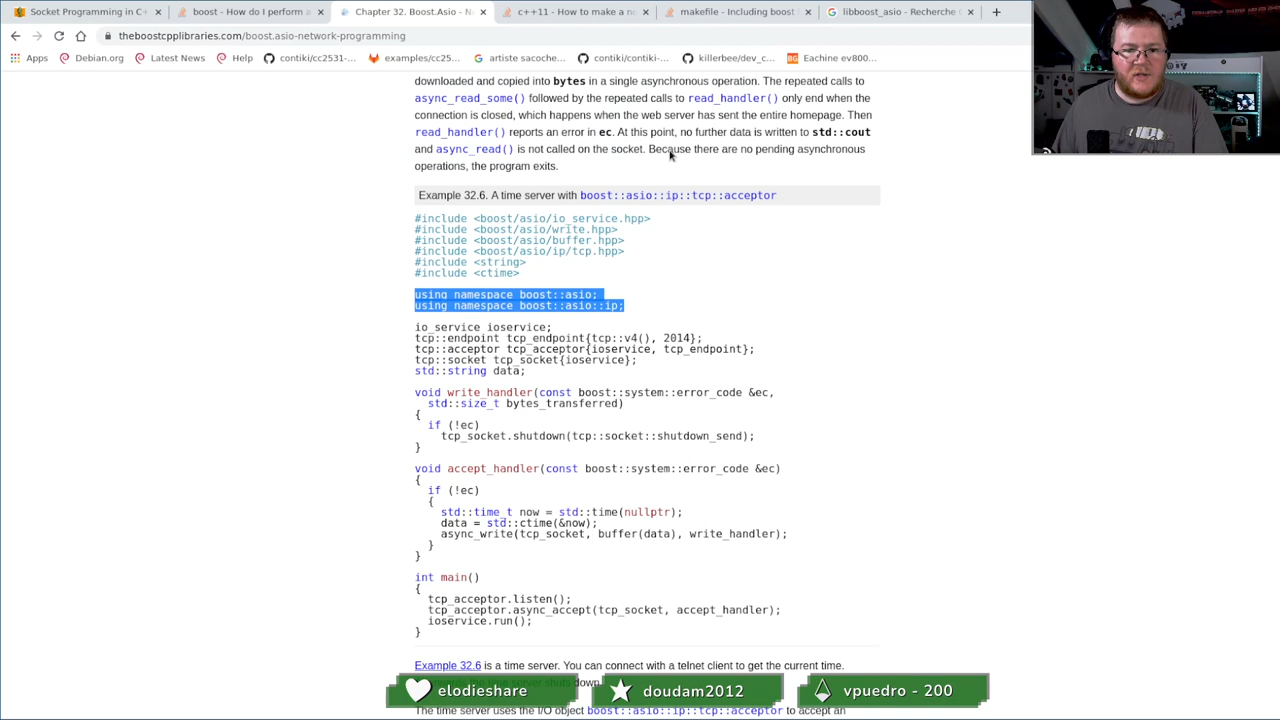 Socket Programming in C+
boost - How do I perform a
Chapter 32. Boost.Asio - N
c++11 - How to make a n
makefile - Including boost
libboost_asio - Recherche
theboostcpplibraries.com/boost.asio-network-programming
Apps
Debian.org
Latest News
Help
contiki/cc2531-...
examples/cc25...
artiste sacoche...
contiki/contiki-...
killerbee/dev_c...
Eachine ev800...
downloaded and copied into bytes in a single asynchronous operation. The repeated calls to
async_read_some() followed by the repeated calls to read_handler() only end when the
connection is closed, which happens when the web server has sent the entire homepage. Then
read_handler() reports an error in ec. At this point, no further data is written to std::cout
and async_read() is not called on the socket. Because there are no pending asynchronous
operations, the program exits.
Example 32.6. A time server with boost::asio::ip::tcp::acceptor
#include <boost/asio/io_service.hpp>
#include <boost/asio/write.hpp>
#include <boost/asio/buffer.hpp>
#include <boost/asio/ip/tcp.hpp>
#include <string>
#include <ctime>
using namespace boost::asio;
using namespace boost::asio::ip;
io_service ioservice;
tcp::endpoint tcp_endpoint{tcp::v4(), 2014};
tcp::acceptor tcp_acceptor{ioservice, tcp_endpoint};
tcp::socket tcp_socket{ioservice};
std::string data;
void write_handler(const boost::system::error_code &ec,
std::size_t bytes_transferred)
{
if (!ec)
tcp_socket.shutdown(tcp::socket::shutdown_send);
}
void accept_handler(const boost::system::error_code &ec)
{
if (!ec)
{
std::time_t now = std::time(nullptr);
data = std::ctime(&now);
async_write(tcp_socket, buffer(data), write_handler);
}
}
int main()
{
tcp_acceptor.listen();
tcp_acceptor.async_accept(tcp_socket, accept_handler);
ioservice.run();
}
Example 32.6 is a time server. You can connect with a telnet client to get the current time.
down
elodieshare
doudam2012
vpuedro - 200
The time server uses the I/O object boost::asio::ip::tcp::acceptor to accept an